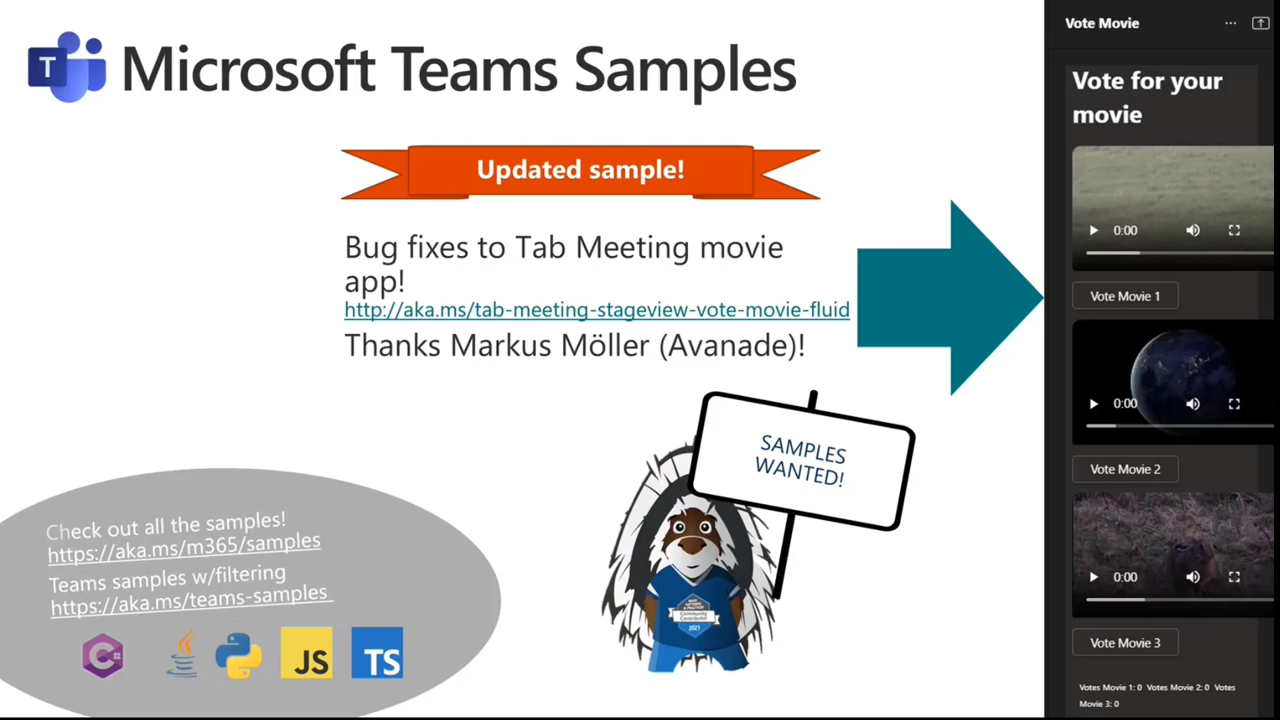 T
Microsoft Teams Samples
Updated sample!
Bug fixes to Tab Meeting movie
app!
http://aka.ms/tab-meeting-stageview-vote-movie-fluid
Thanks Markus Möller (Avanade)!
SAMPLES
WANTED!
Community
2021
Check out all the samples!
https://aka.ms/m365/samples
Teams samples w/filtering
https://aka.ms/teams-samples
C#
JS
TS
Vote Movie
Vote for your
movie
0:00
Vote Movie 1
0:00
Vote Movie 2
0:00
Vote Movie 3
Votes Movie 1: 0 Votes Movie 2: 0 Votes
Movie 3: 0